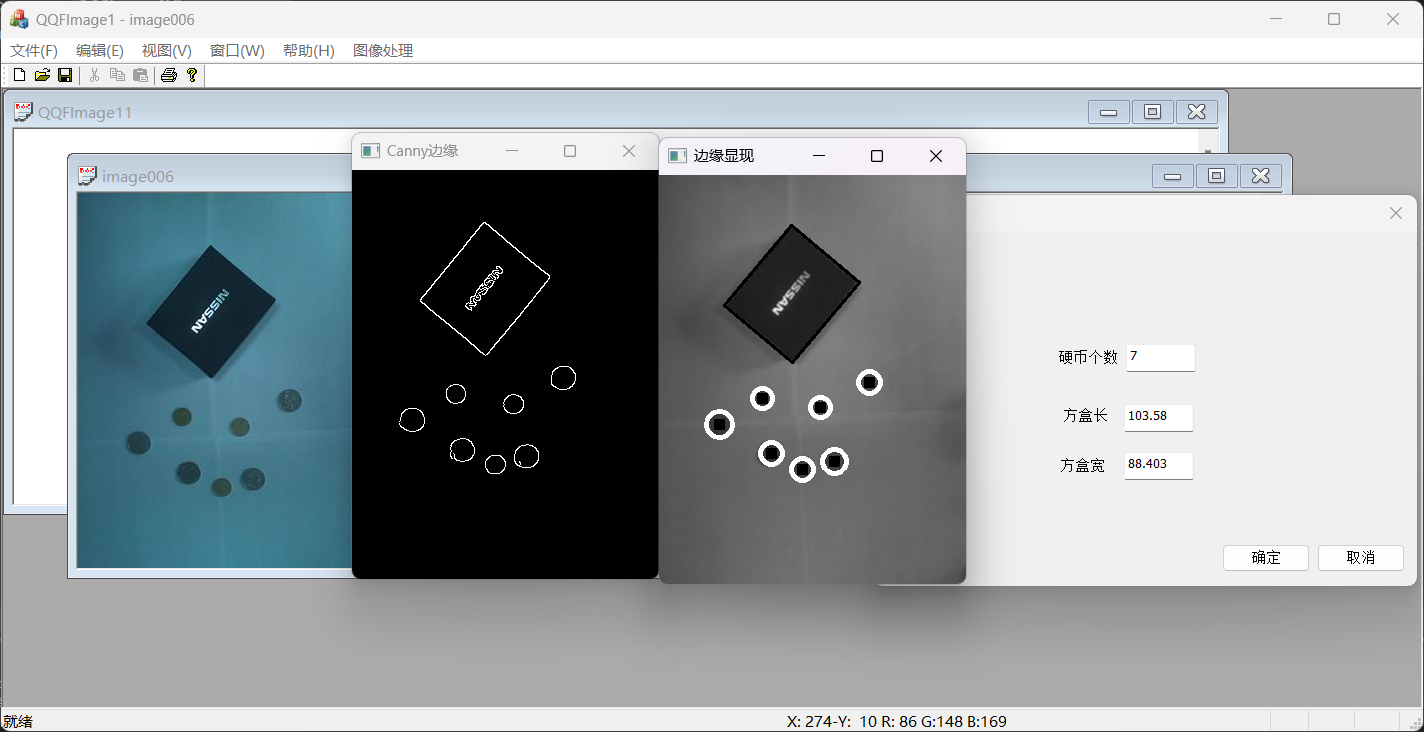 QQFImage1 - image006
文件(F) 编辑(E) 视图(V) 窗口(W) 帮助(H) 图像处理
QQFImage11
image006
Canny边缘
边缘显现
NISSAN
NISSAN
NISSAN
硬币个数 7
方盒长 103.58
方盒宽 88.403
确定 取消
就绪 X: 274-Y: 10 R: 86 G:148 B:169